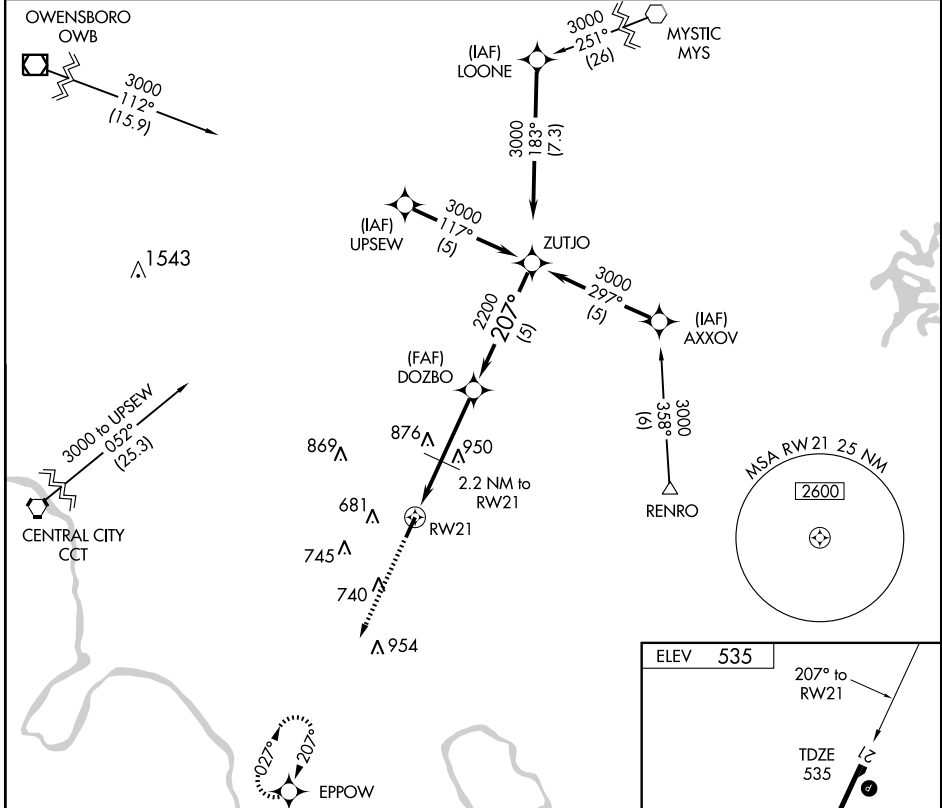 OWENSBORO
OWB
3000
112°
(15.9)
(IAF)
LOONE
3000
251°
(26)
MYSTIC
MYS
3000
183°
(7.3)
(IAF)
UPSEW
3000
117°
(5)
ZUTJO
3000
297°
(5)
(IAF)
AXXOV
1543
2200
207°
(5)
(FAF)
DOZBO
3000
358°
(6)
RENRO
3000 to UPSEW
052°
(25.3)
CENTRAL CITY
CCT
869
876
950
2.2 NM to
RW21
681
RW21
745
740
954
MSA RW 21 25 NM
2600
027°
207°
EPPOW
ELEV 535
207° to
RW21
21
TDZE
535
P